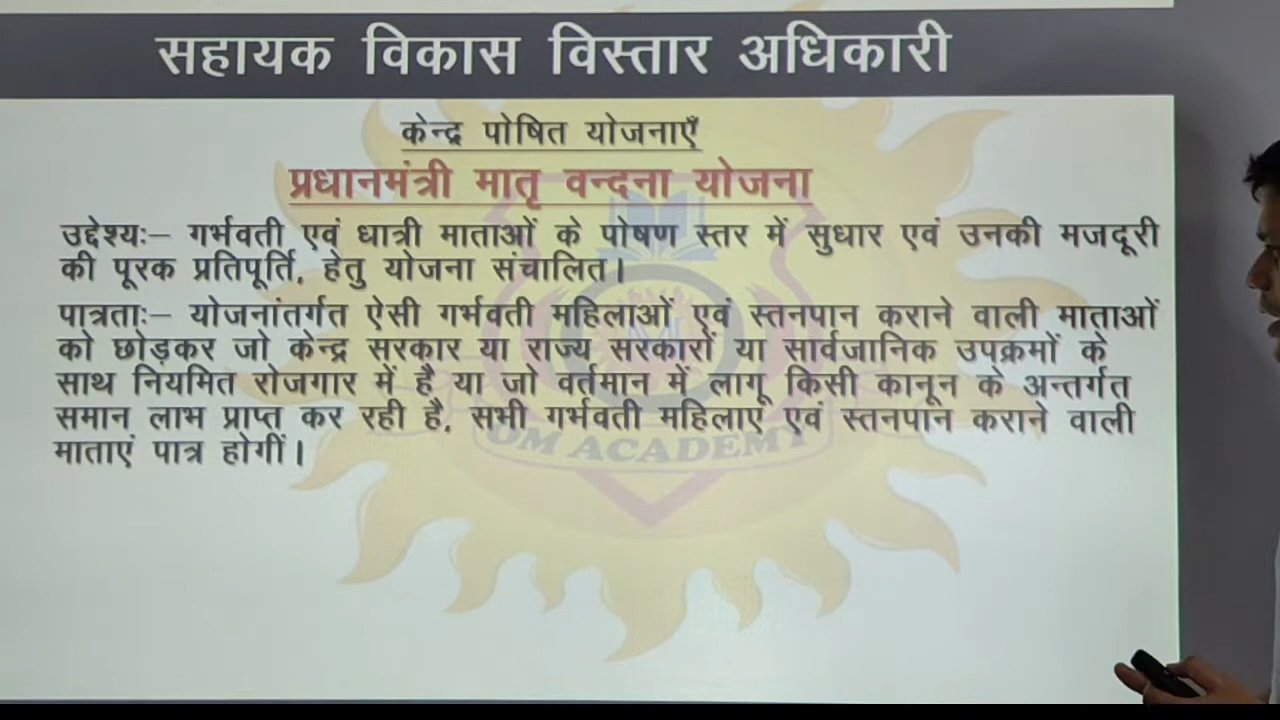 सहायक विकास विस्तार अधिकारी
केन्द्र पोषित योजनाएँ
प्रधानमंत्री मातृ वन्दना योजना
उद्देश्यः– गर्भवती एवं धात्री माताओं के पोषण स्तर में सुधार एवं उनकी मजदूरी
की पूरक प्रतिपूर्ति, हेतु योजना संचालित।
पात्रताः– योजनांतर्गत ऐसी गर्भवती महिलाओं एवं स्तनपान कराने वाली माताओं
को छोड़कर जो केन्द्र सरकार या राज्य सरकारों या सार्वजानिक उपक्रमों के
साथ नियमित रोजगार में है या जो वर्तमान में लागू किसी कानून के अन्तर्गत
समान लाभ प्राप्त कर रही है, सभी गर्भवती महिलाएं एवं स्तनपान कराने वाली
माताएं पात्र होगीं।
OM ACADEMY